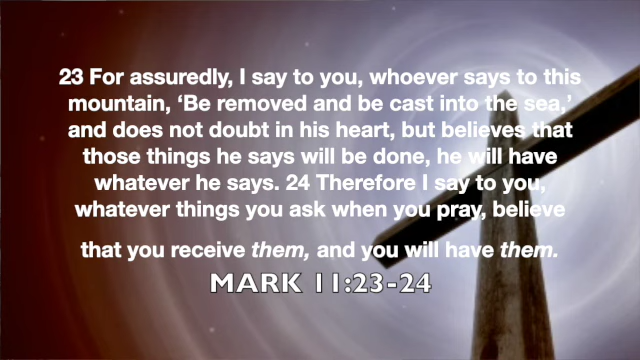 23 For assuredly, I say to you, whoever says to this
mountain, ‘Be removed and be cast into the sea,’
and does not doubt in his heart, but believes that
those things he says will be done, he will have
whatever he says. 24 Therefore I say to you,
whatever things you ask when you pray, believe
that you receive them, and you will have them.
MARK 11:23-24